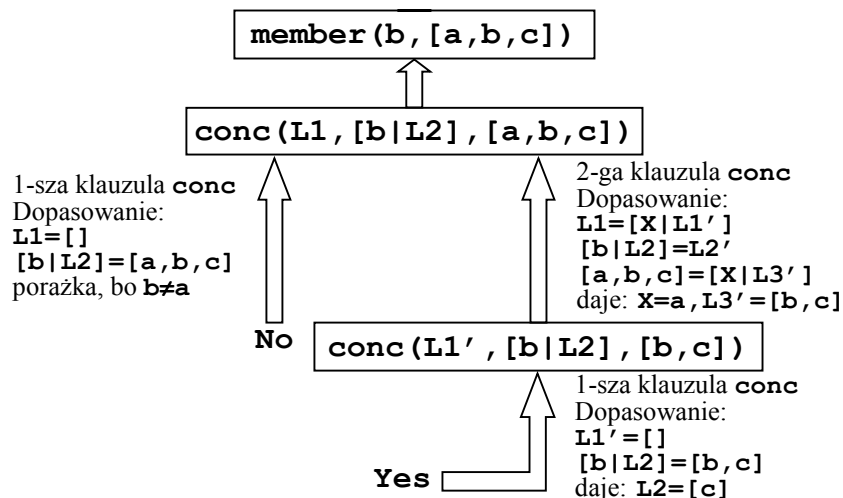 member(b,[a,b,c])
conc(L1,[b|L2],[a,b,c])
1-sza klauzula conc
Dopasowanie:
L1=[]
[b|L2]=[a,b,c]
porażka, bo b≠a
2-ga klauzula conc
Dopasowanie:
L1=[X|L1′]
[b|L2]=L2′
[a,b,c]=[X|L3′]
daje: X=a,L3′=[b,c]
No
conc(L1′,[b|L2],[b,c])
1-sza klauzula conc
Dopasowanie:
L1′=[]
[b|L2]=[b,c]
daje: L2=[c]
Yes